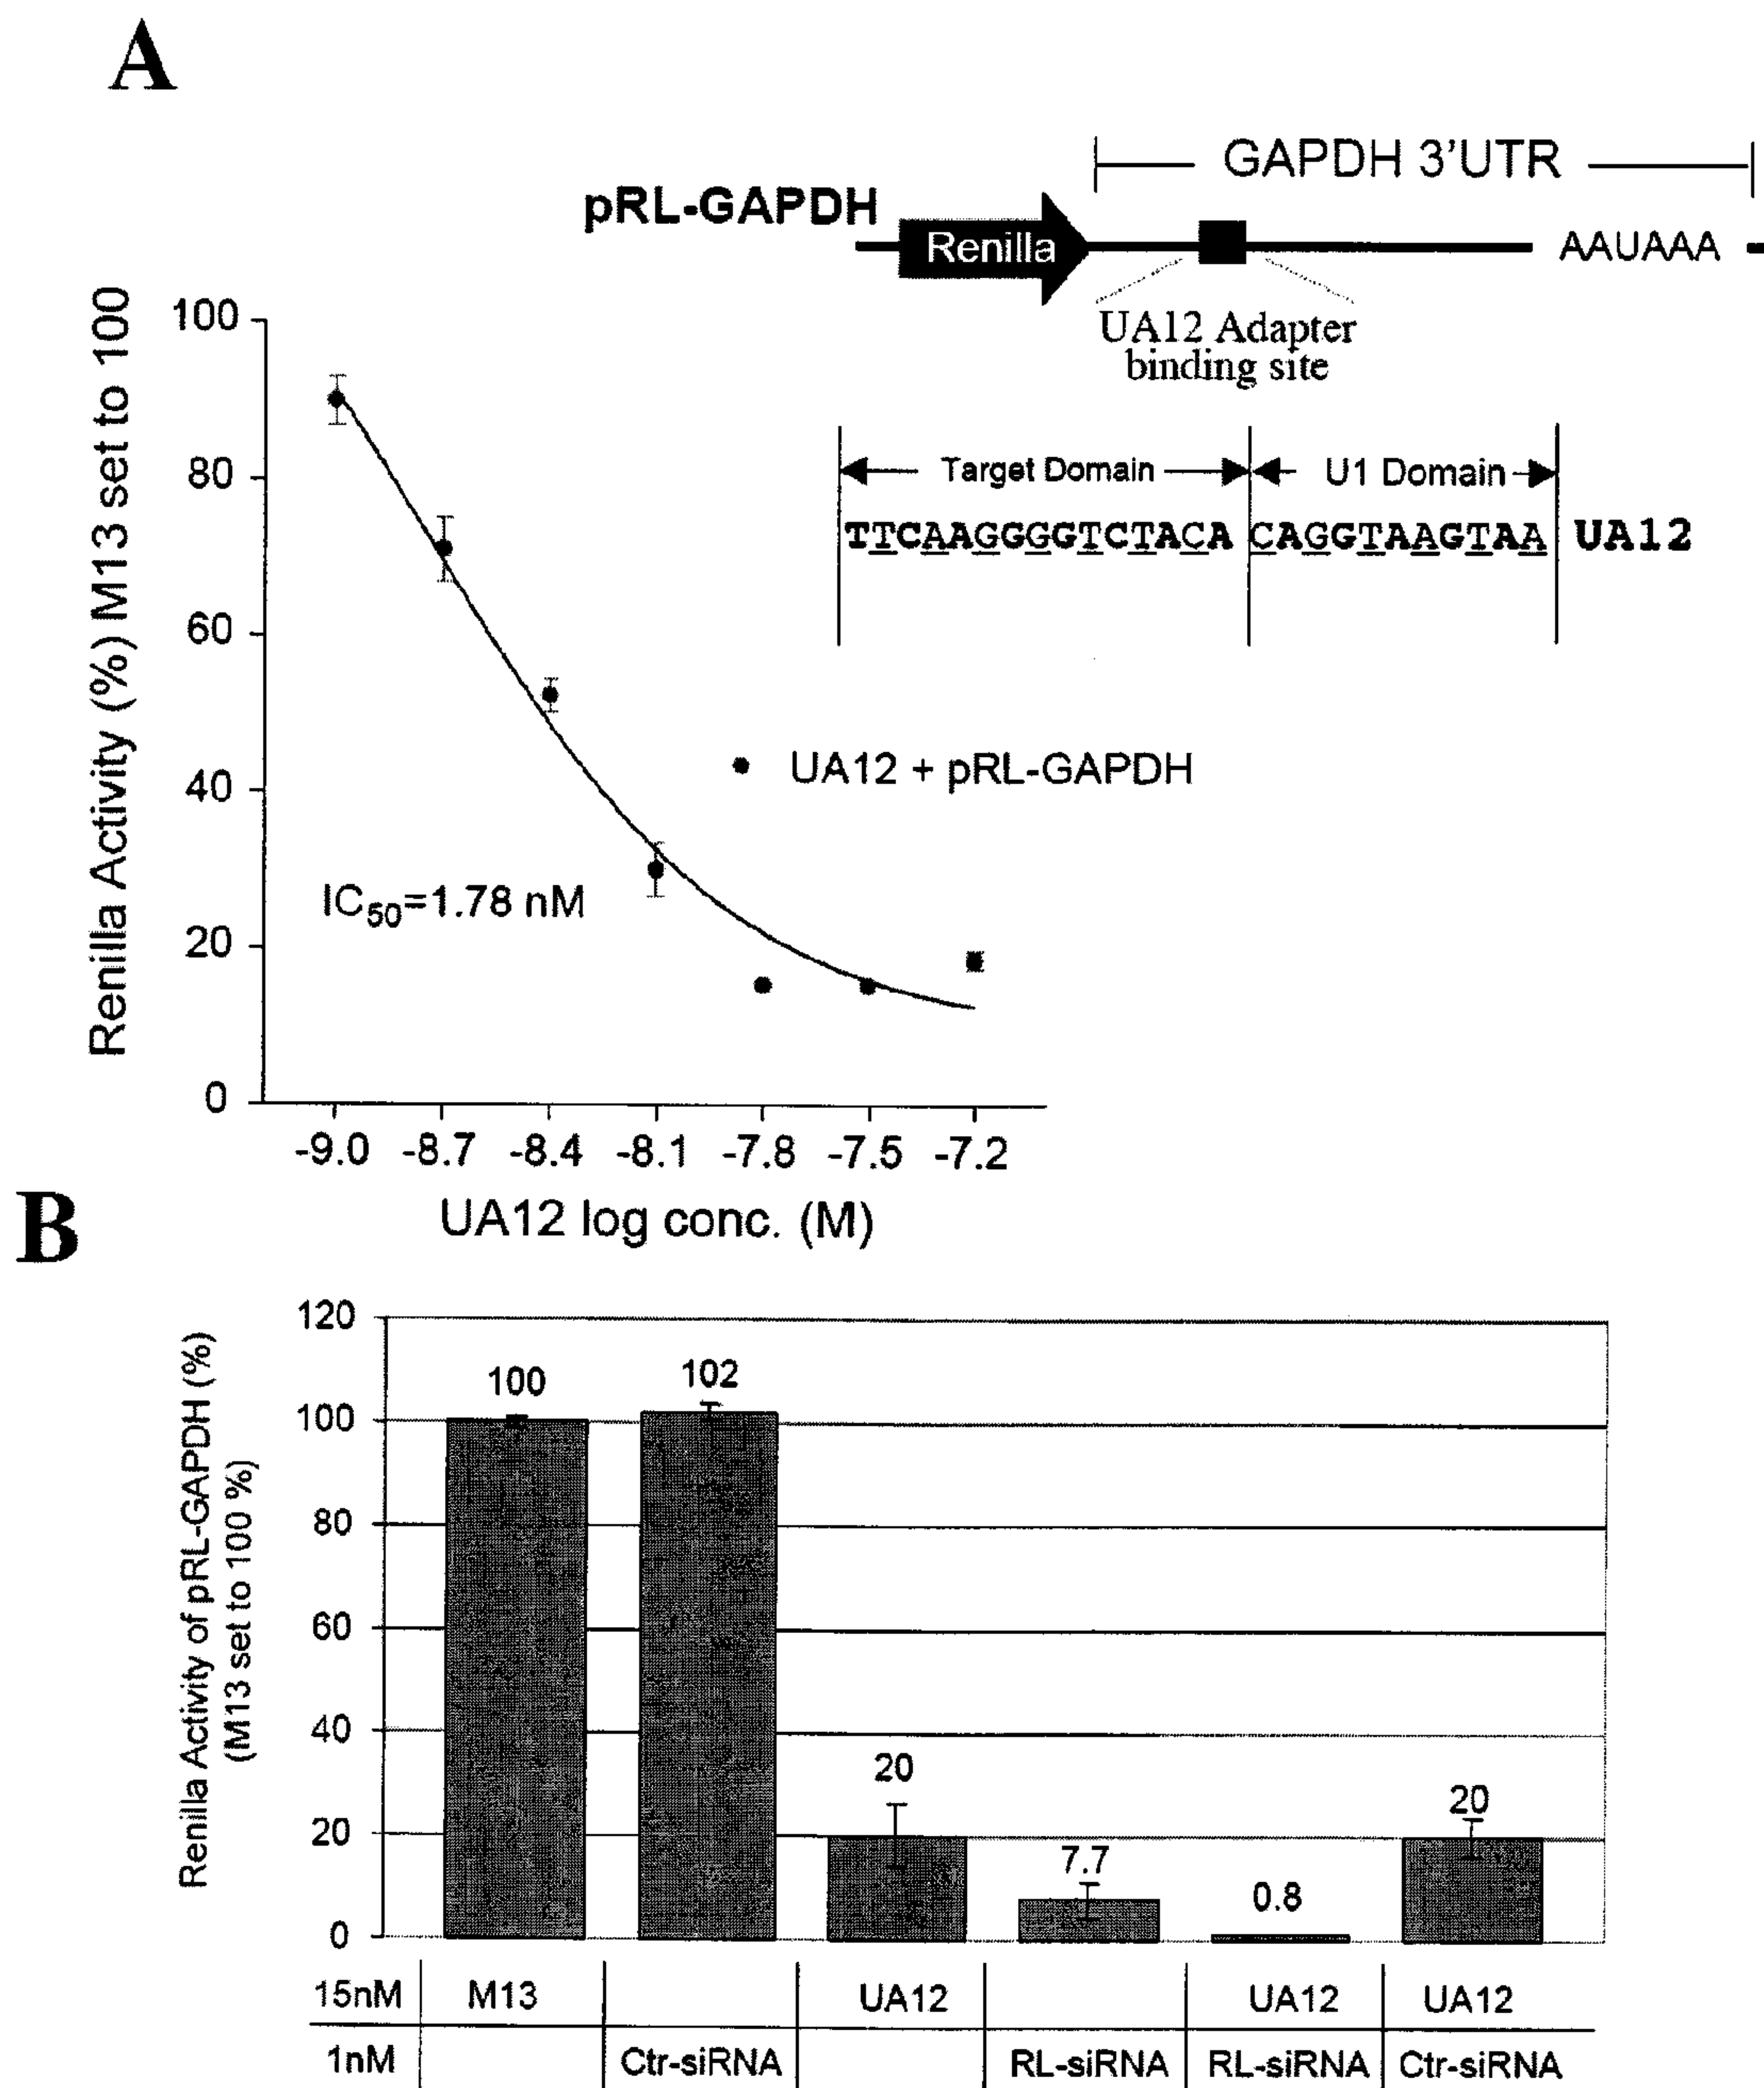 A
GAPDH 3'UTR
pRL-GAPDH
Renilla
AAUAAA
UA12 Adapter
binding site
Target Domain
U1 Domain
TTCAAGGGGTCTACA CAGGTAAGTAA UA12
Renilla Activity (%) M13 set to 100
100
80
60
40
20
0
UA12 + pRL-GAPDH
IC50=1.78 nM
-9.0 -8.7 -8.4 -8.1 -7.8 -7.5 -7.2
UA12 log conc. (M)
B
Renilla Activity of pRL-GAPDH (%)
(M13 set to 100 %)
120
100
80
60
40
20
0
100
102
20
7.7
0.8
20
15nM M13 UA12 UA12 UA12
1nM Ctr-siRNA RL-siRNA RL-siRNA Ctr-siRNA